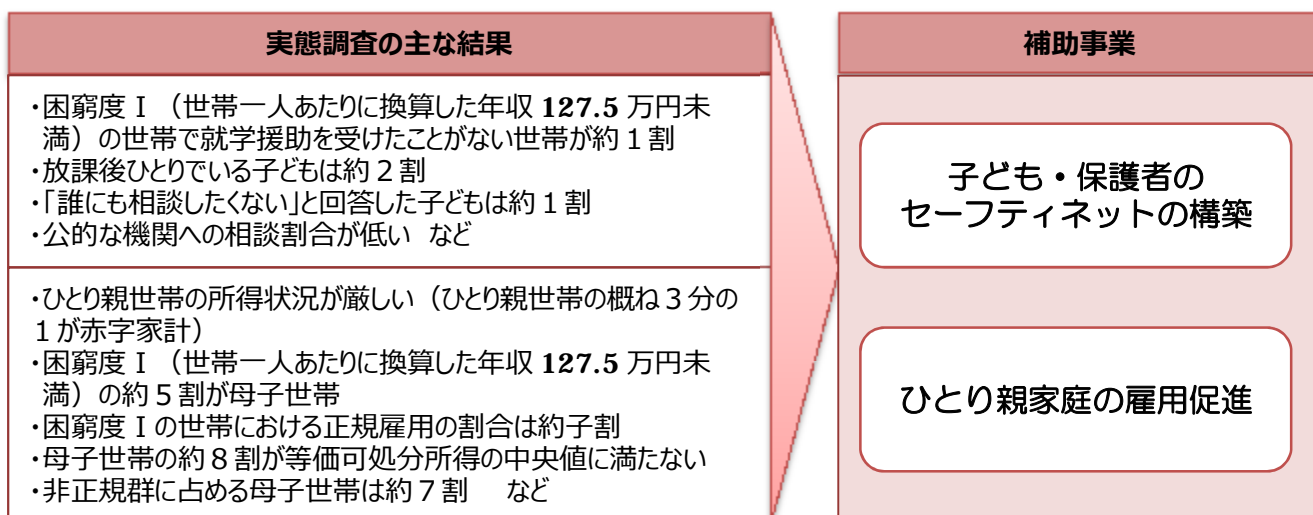 実態調査の主な結果
・困窮度Ⅰ（世帯一人あたりに換算した年収 127.5 万円未
満）の世帯で就学援助を受けたことがない世帯が約１割
・放課後ひとりでいる子どもは約２割
・「誰にも相談したくない」と回答した子どもは約１割
・公的な機関への相談割合が低い など
・ひとり親世帯の所得状況が厳しい（ひとり親世帯の概ね３分の
１が赤字家計）
・困窮度Ⅰ（世帯一人あたりに換算した年収 127.5 万円未
満）の約５割が母子世帯
・困窮度Ⅰの世帯における正規雇用の割合は約子割
・母子世帯の約８割が等価可処分所得の中央値に満たない
・非正規群に占める母子世帯は約７割 など
補助事業
子ども・保護者の
セーフティネットの構築
ひとり親家庭の雇用促進